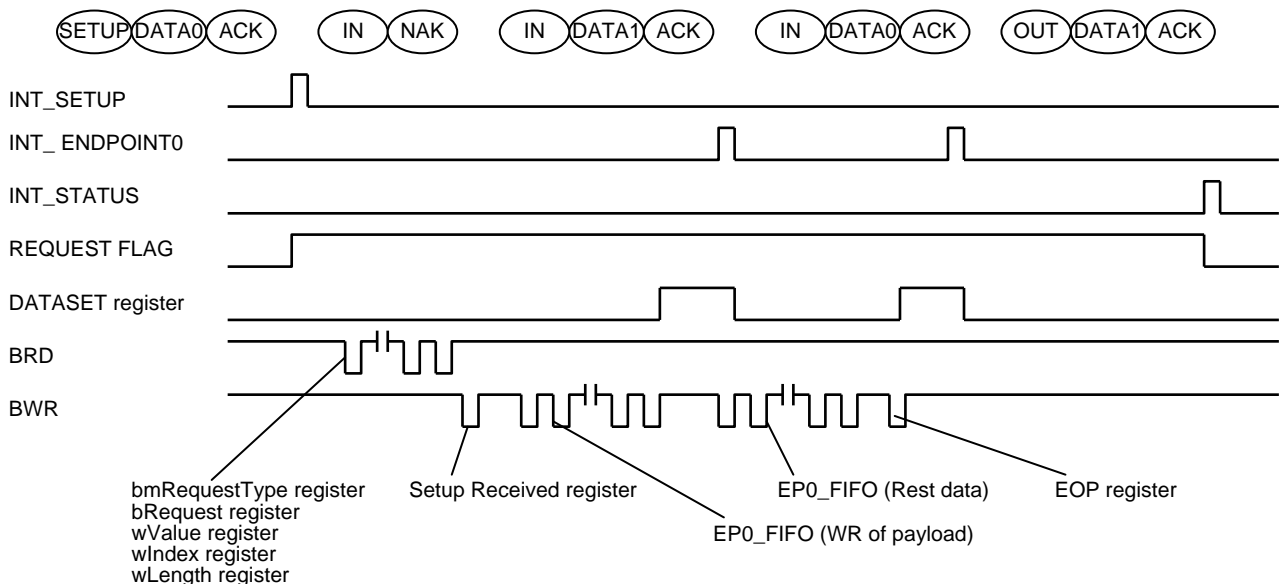 SETUP DATA0 ACK IN NAK IN DATA1 ACK IN DATA0 ACK OUT DATA1 ACK
INT_SETUP
INT_ ENDPOINT0
INT_STATUS
REQUEST FLAG
DATASET register
BRD
BWR
bmRequestType register
bRequest register
wValue register
wIndex register
wLength register
Setup Received register
EP0_FIFO (WR of payload)
EP0_FIFO (Rest data)
EOP register